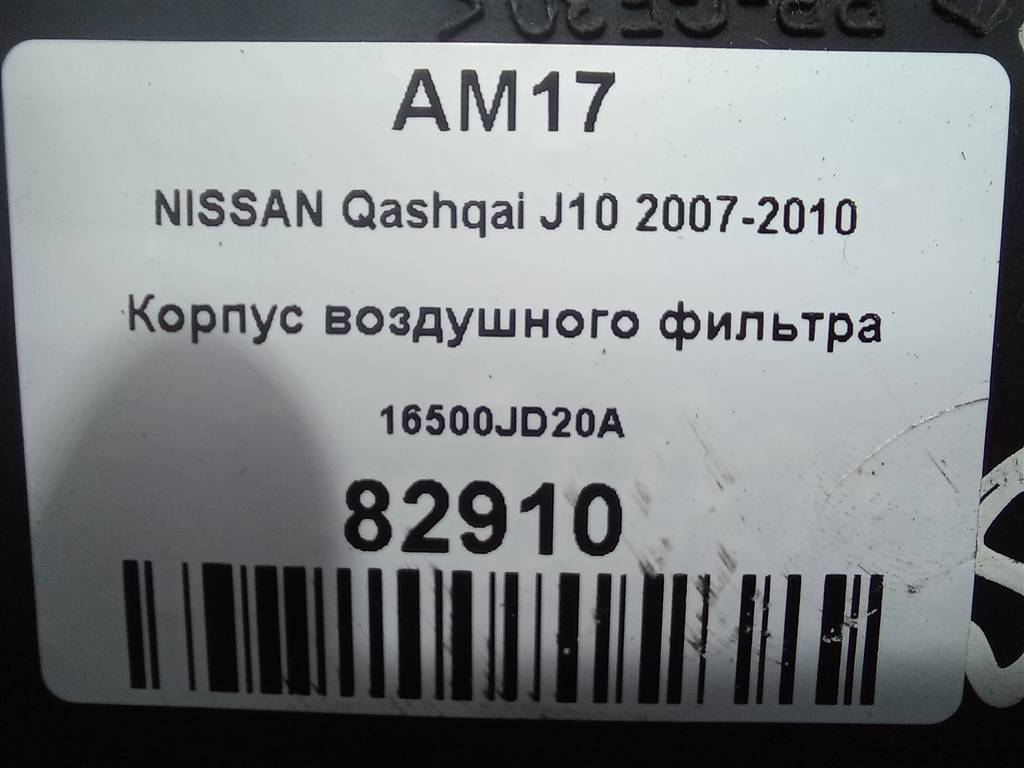 AM17
NISSAN Qashqai J10 2007-2010
Корпус воздушного фильтра
16500JD20A
82910